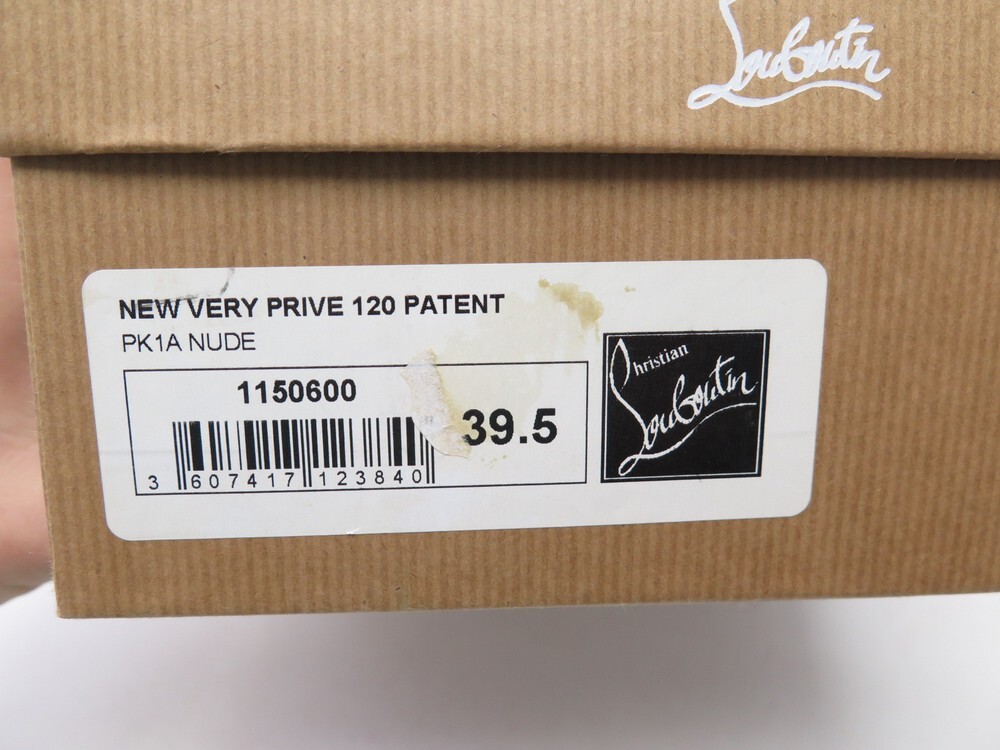 Louboutin
NEW VERY PRIVE 120 PATENT
PK1A NUDE
1150600
39.5
3 607417 123840
Christian
Louboutin